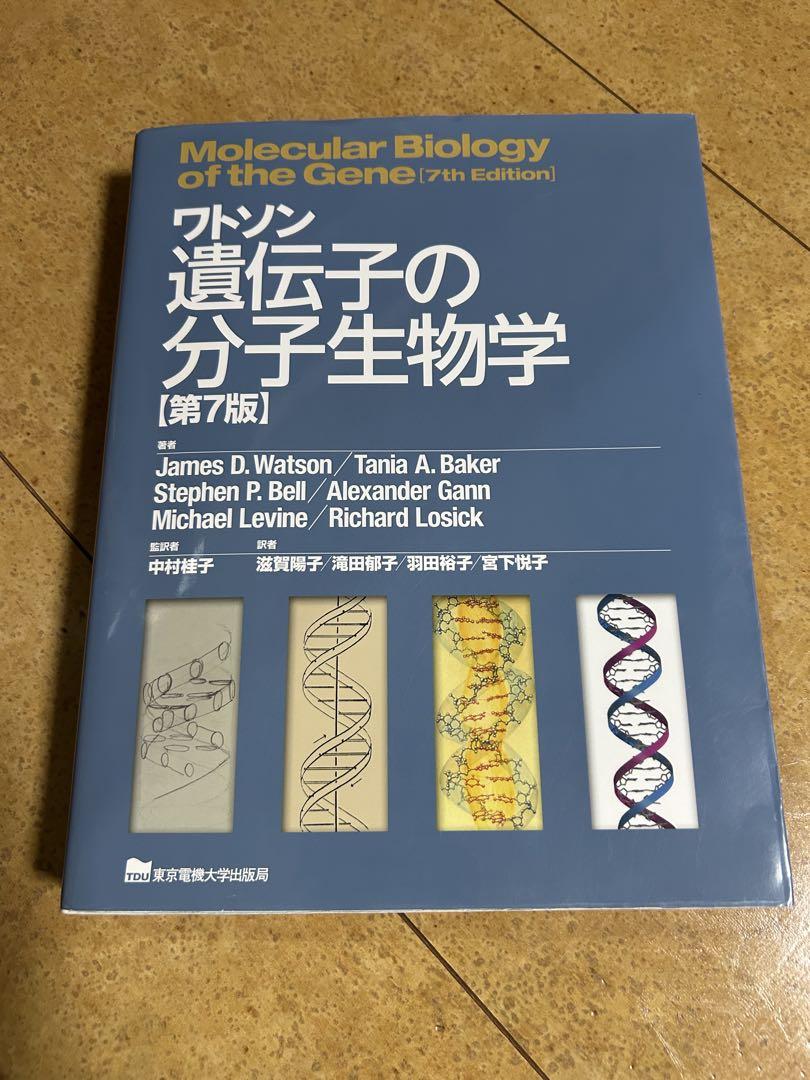 Molecular Biology
of the Gene [7th Edition]
ワトソン
遺伝子の
分子生物学
【第7版】
著者
James D. Watson／Tania A. Baker
Stephen P. Bell／Alexander Gann
Michael Levine／Richard Losick
監訳者 訳者
中村桂子 滋賀陽子／滝田郁子／羽田裕子／宮下悦子
TDU 東京電機大学出版局